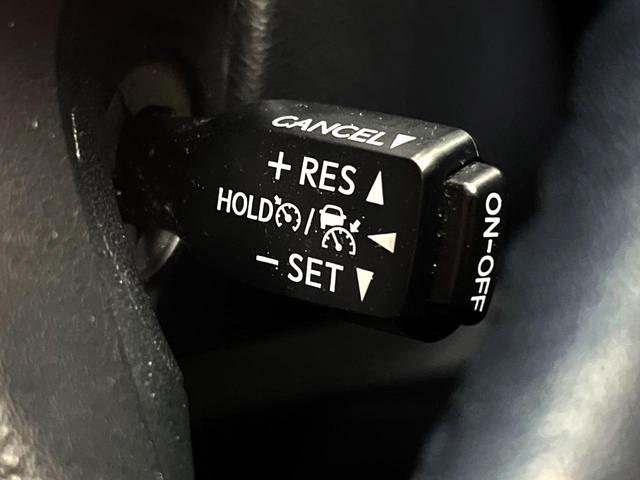 CANCEL
+ RES
HOLD /
- SET
ON-OFF